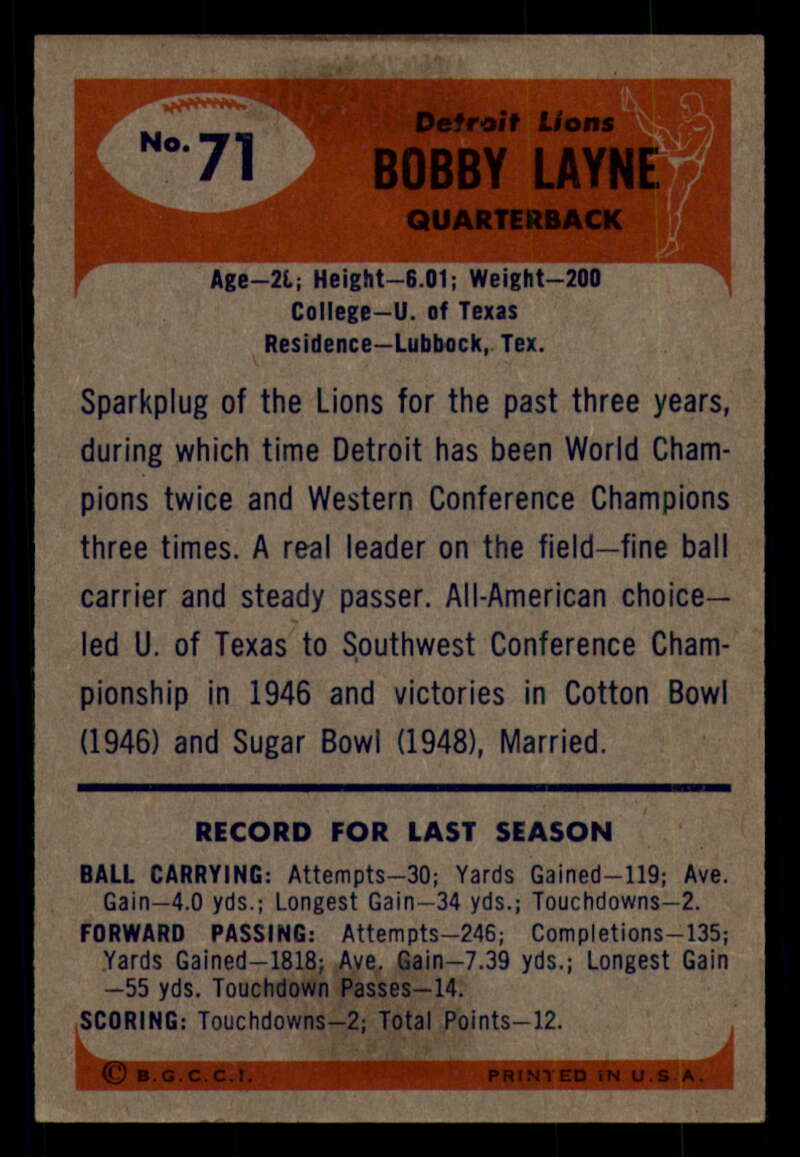 No. 71
Detroit Lions
BOBBY LAYNE
QUARTERBACK
Height—6.01; Weight—200
College—U. of Texas
Residence—Lubbock, Tex.
Sparkplug of the Lions for the past three years,
during which time Detroit has been World Cham-
pions twice and Western Conference Champions
three times. A real leader on the field—fine ball
carrier and steady passer. All-American choice—
led U. of Texas to Southwest Conference Cham-
pionship in 1946 and victories in Cotton Bowl
(1946) and Sugar Bowl (1948), Married.
RECORD FOR LAST SEASON
BALL CARRYING: Attempts—30; Yards Gained—119; Ave.
Gain—4.0 yds.; Longest Gain—34 yds.; Touchdowns—2.
FORWARD PASSING: Attempts—246; Completions—135;
Yards Gained—1818; Ave. Gain—7.39 yds.; Longest Gain
—55 yds. Touchdown Passes—14.
SCORING: Touchdowns—2; Total Points—12.
© B.G.C.C.I.
PRINTED IN U.S.A.